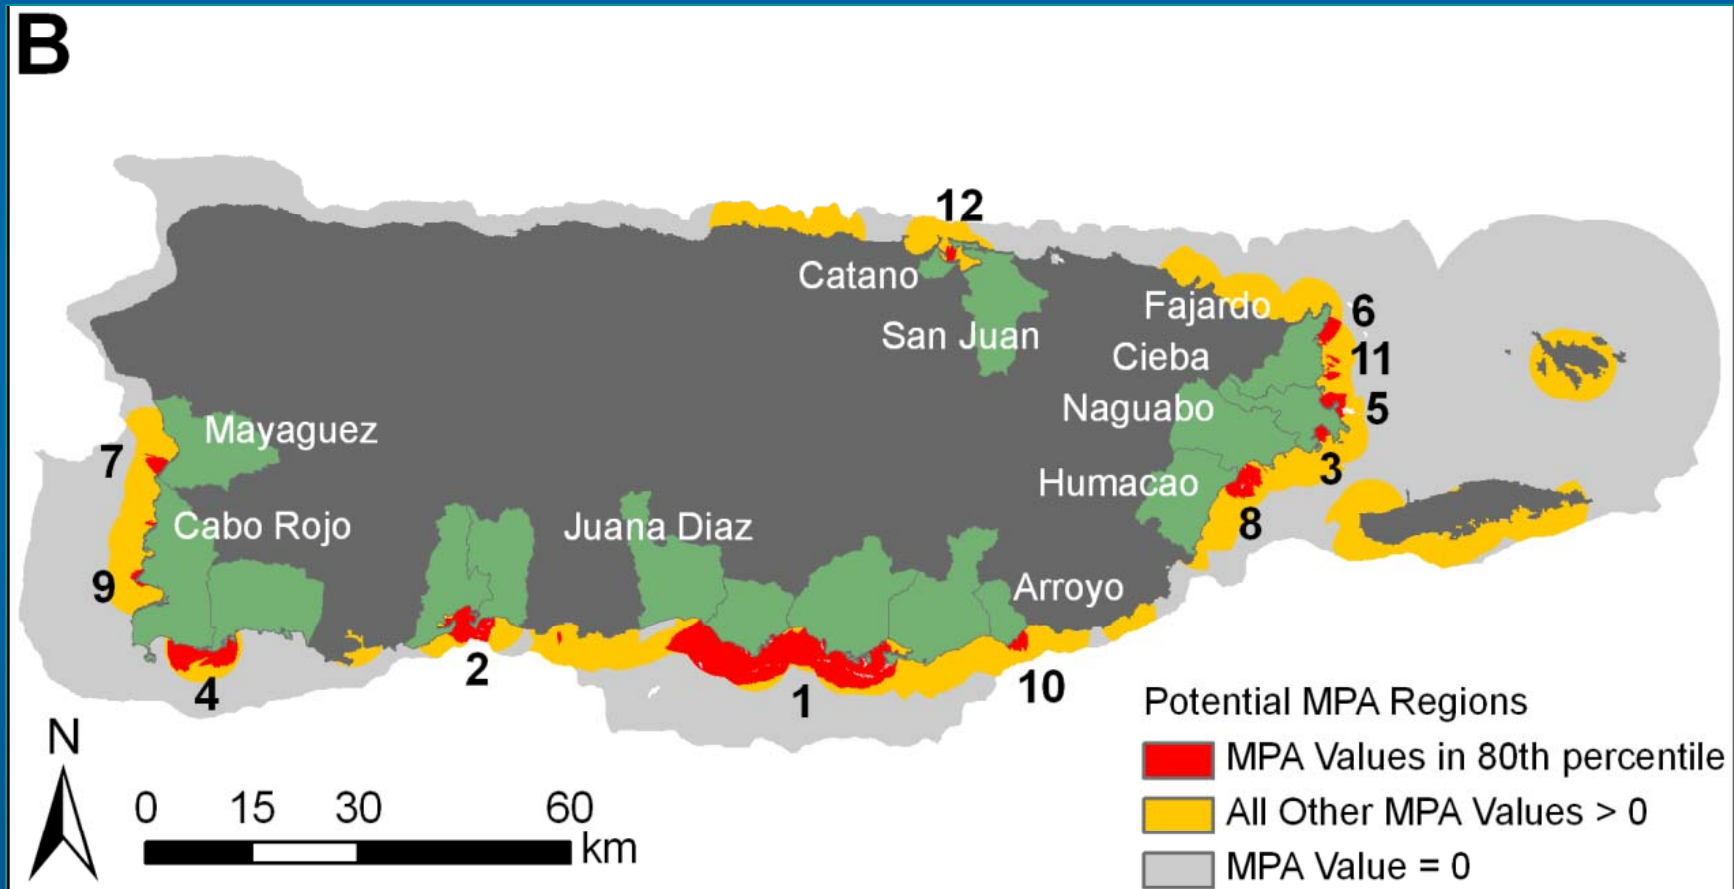 B
12
Catano
San Juan
Fajardo
6
Cieba
11
Naguabo
5
Mayaguez
7
Humacao
3
Cabo Rojo
Juana Diaz
8
9
Arroyo
2
4
1
10
N
0 15 30 60
km
Potential MPA Regions
MPA Values in 80th percentile
All Other MPA Values > 0
MPA Value = 0